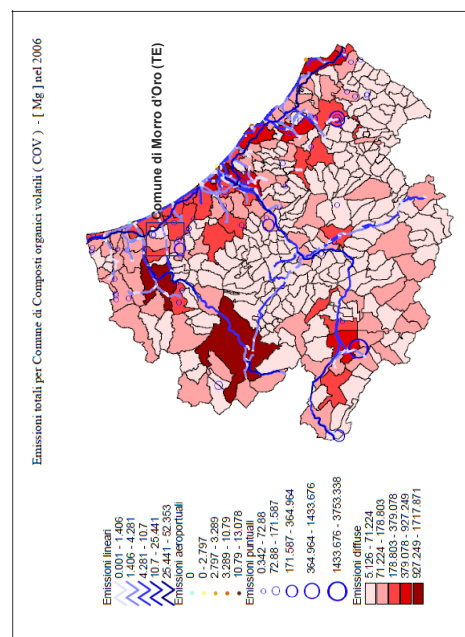 Emissioni totali per Comune di Composti organici volatili ( COV ) - [ Mg ] nel 2006
Comune di Morro d'Oro (TE)
Emissioni lineari
0.001 - 1.406
1.406 - 4.281
4.281 - 10.7
10.7 - 25.441
25.441 - 52.353
Emissioni aeroportuali
0
0 - 2.797
2.797 - 3.289
3.289 - 10.79
10.79 - 19.078
Emissioni puntuali
0.342 - 72.88
72.88 - 171.587
171.587 - 364.964
364.964 - 1433.676
1433.676 - 3753.338
Emissioni diffuse
5.126 - 71.224
71.224 - 178.803
178.803 - 379.078
379.078 - 927.249
927.249 - 1717.871